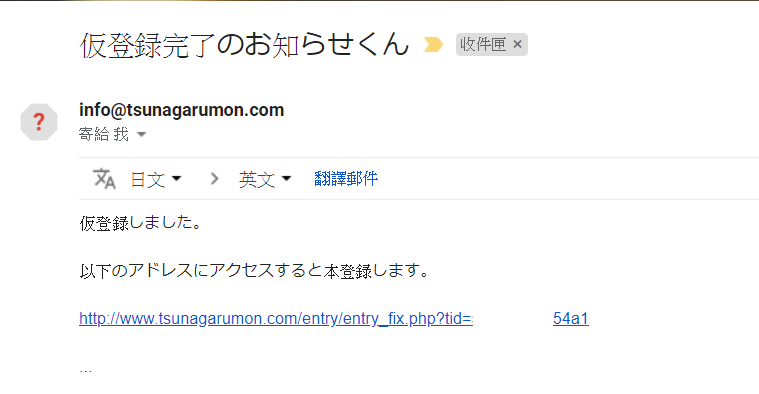 仮登録完了のお知らせくん 收件匣 ×
?
info@tsunagarumon.com
寄給 我
日文 > 英文 翻譯郵件
仮登録しました。
以下のアドレスにアクセスすると本登録します。
http://www.tsunagarumon.com/entry/entry_fix.php?tid= 54a1
...